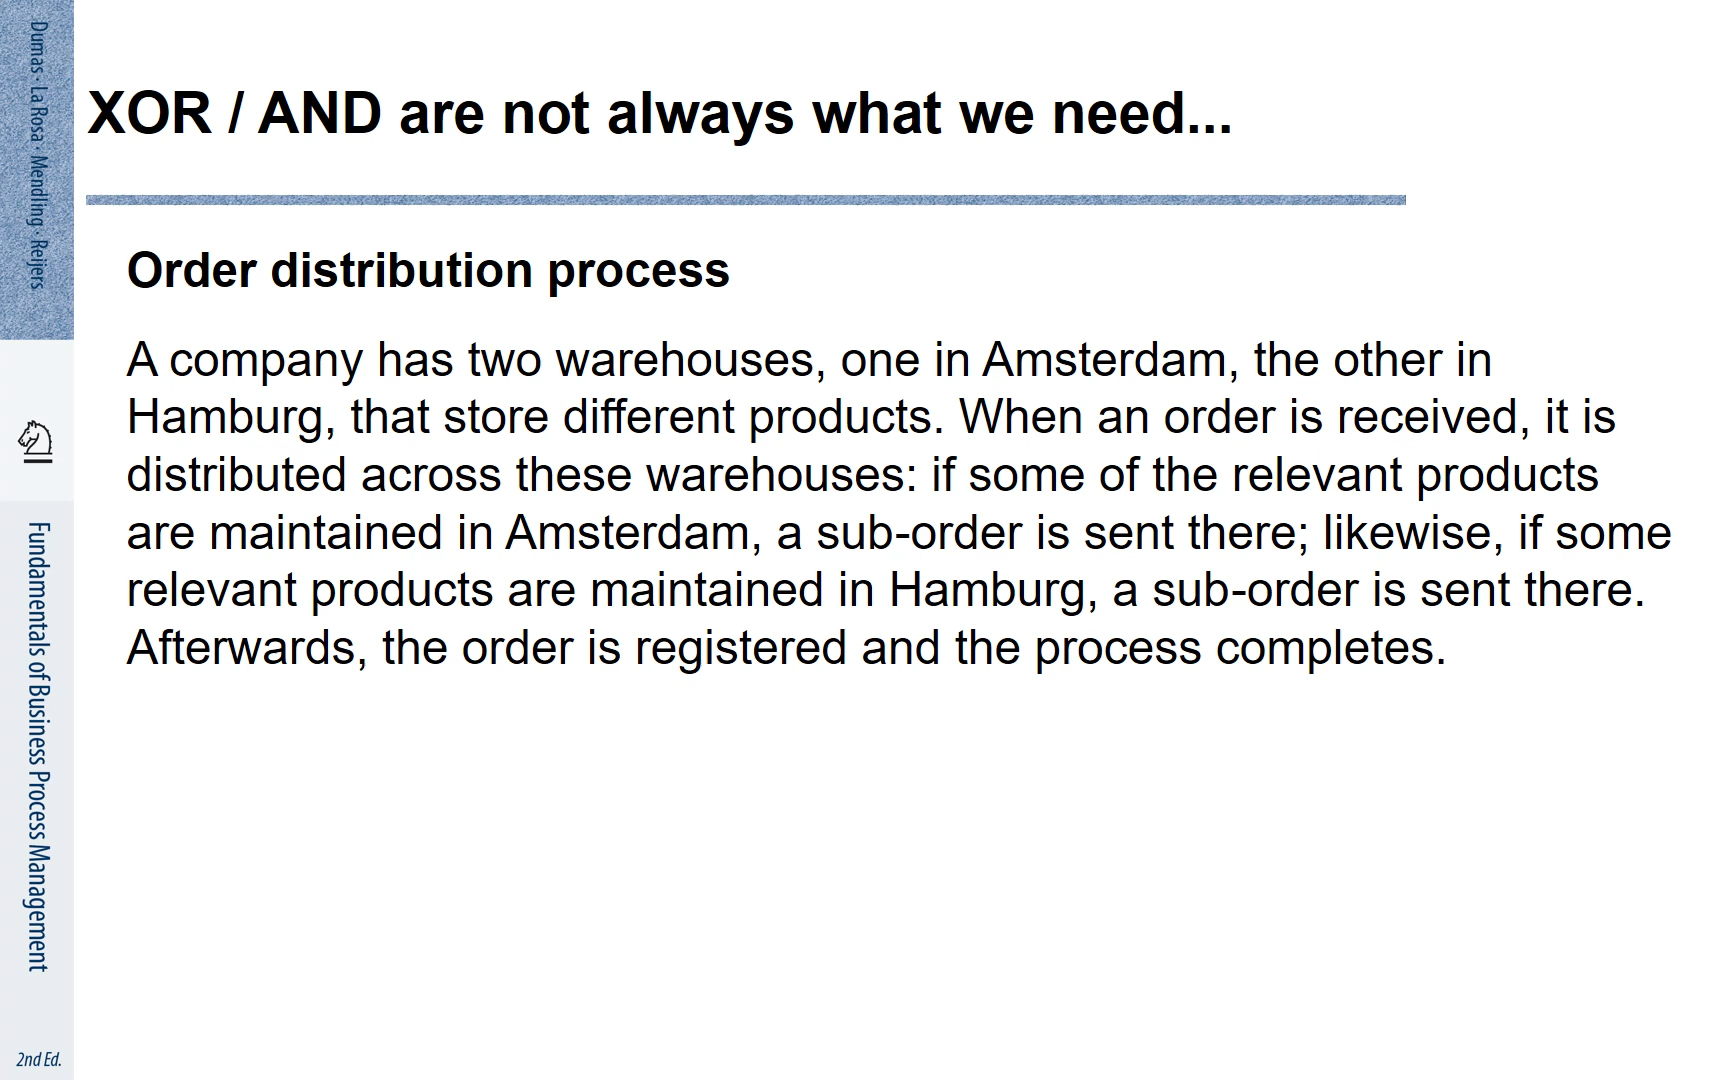 Dumas · La Rosa · Mendling · Reijers
Fundamentals of Business Process Management
2nd Ed.
XOR / AND are not always what we need...
Order distribution process
A company has two warehouses, one in Amsterdam, the other in
Hamburg, that store different products. When an order is received, it is
distributed across these warehouses: if some of the relevant products
are maintained in Amsterdam, a sub-order is sent there; likewise, if some
relevant products are maintained in Hamburg, a sub-order is sent there.
Afterwards, the order is registered and the process completes.